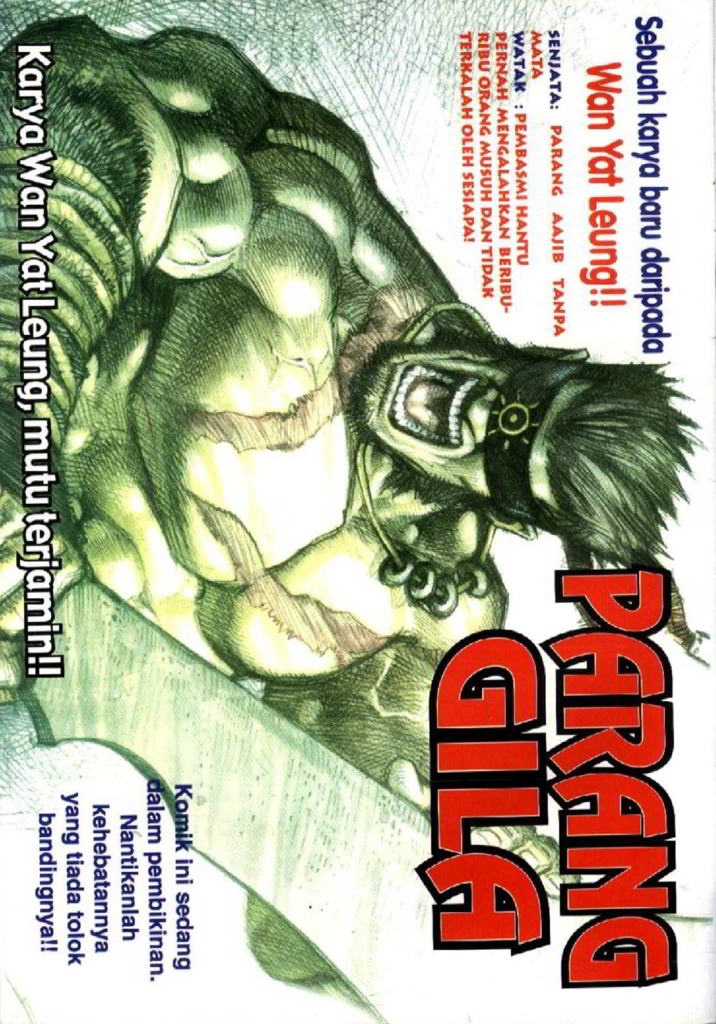 Sebuah karya baru daripada
Wan Yat Leung!!
SENJATA: PARANG AAJIB TANPA
MATA
WATAK : PEMBASMI HANTU
PERNAH MENGALAHKAN BERIBU-
RIBU ORANG MUSUH DAN TIDAK
TERKALAH OLEH SESIAPA!
PARANG
GILA
Komik ini sedang
dalam pembikinan.
Nantikanlah
kehebatannya
yang tiada tolok
bandingnya!!
Karya Wan Yat Leung, mutu terjamin!!